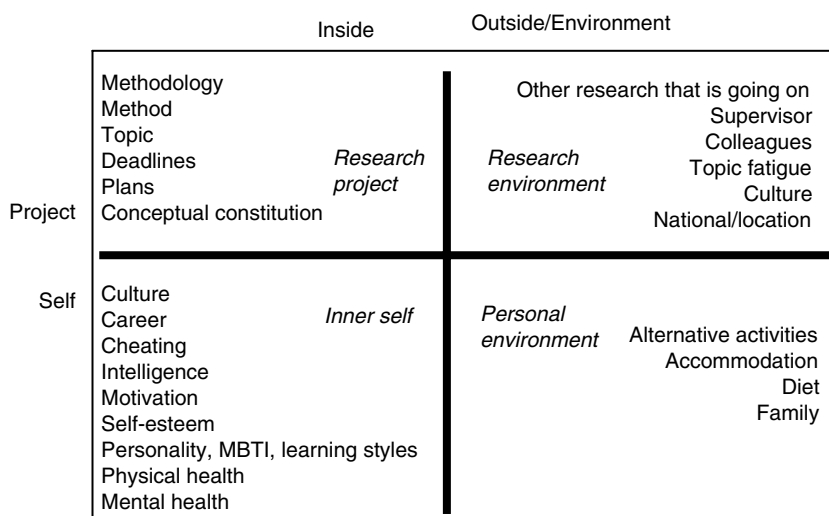 Inside
Outside/Environment
Project
Methodology
Method
Topic
Deadlines
Plans
Conceptual constitution
Research
project
Research
environment
Other research that is going on
Supervisor
Colleagues
Topic fatigue
Culture
National/location
Self
Culture
Career
Cheating
Intelligence
Motivation
Self-esteem
Personality, MBTI, learning styles
Physical health
Mental health
Inner self
Personal
environment
Alternative activities
Accommodation
Diet
Family